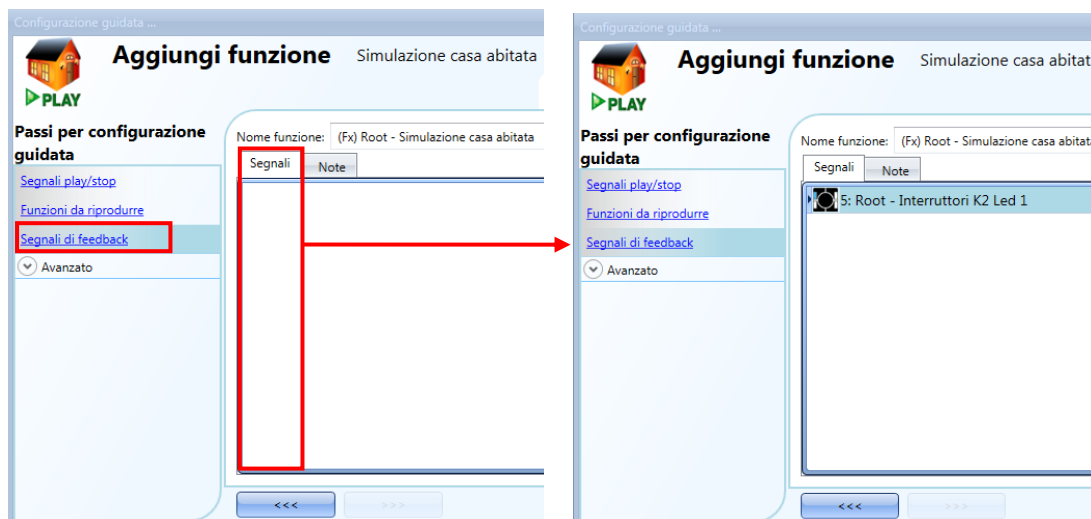 Configurazione guidata ...
Aggiungi funzione Simulazione casa abitata
PLAY
Passi per configurazione
guidata
Segnali play/stop
Funzioni da riprodurre
Segnali di feedback
Avanzato
Nome funzione: (Fx) Root - Simulazione casa abitata
Segnali Note
<<< >>>
Configurazione guidata ...
Aggiungi funzione Simulazione casa abitat
PLAY
Passi per configurazione
guidata
Segnali play/stop
Funzioni da riprodurre
Segnali di feedback
Avanzato
Nome funzione: (Fx) Root - Simulazione casa abitata
Segnali Note
5: Root - Interruttori K2 Led 1
<<< >>>